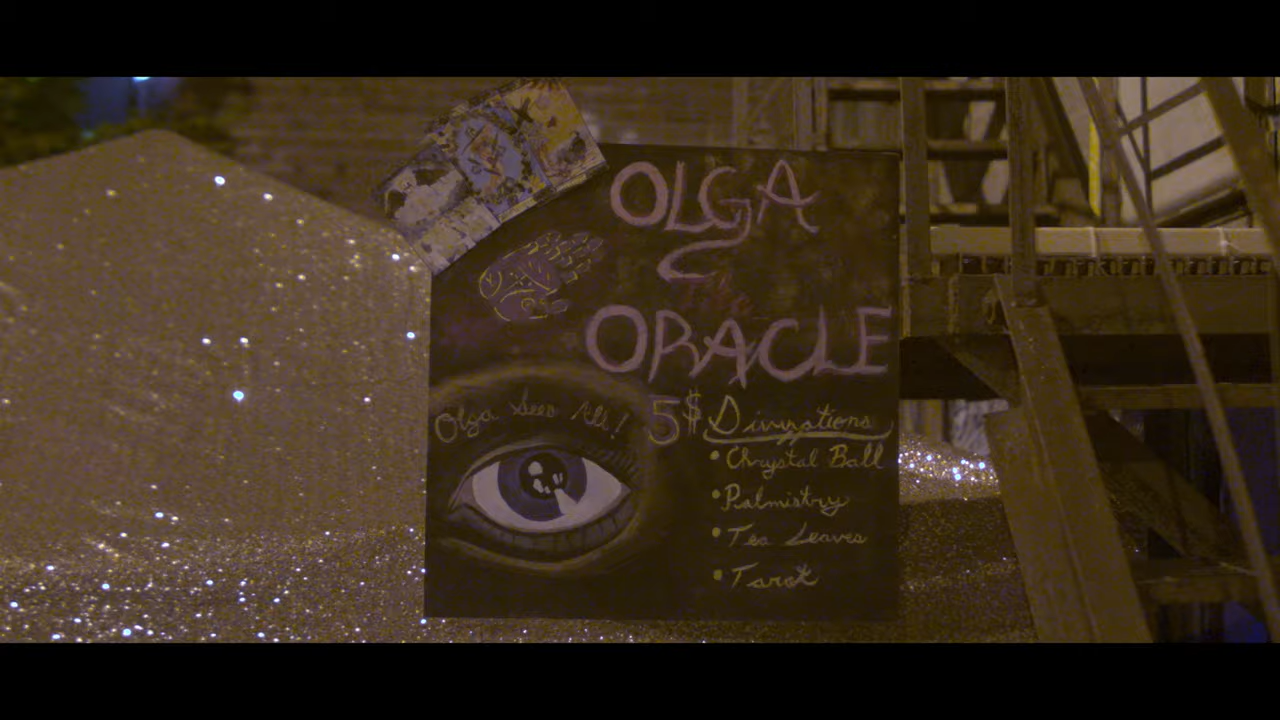 OLGA
The
ORACLE
Olga Sees All!
5$ Divinations
• Chrystal Ball
• Palmistry
• Tea Leaves
• Tarot